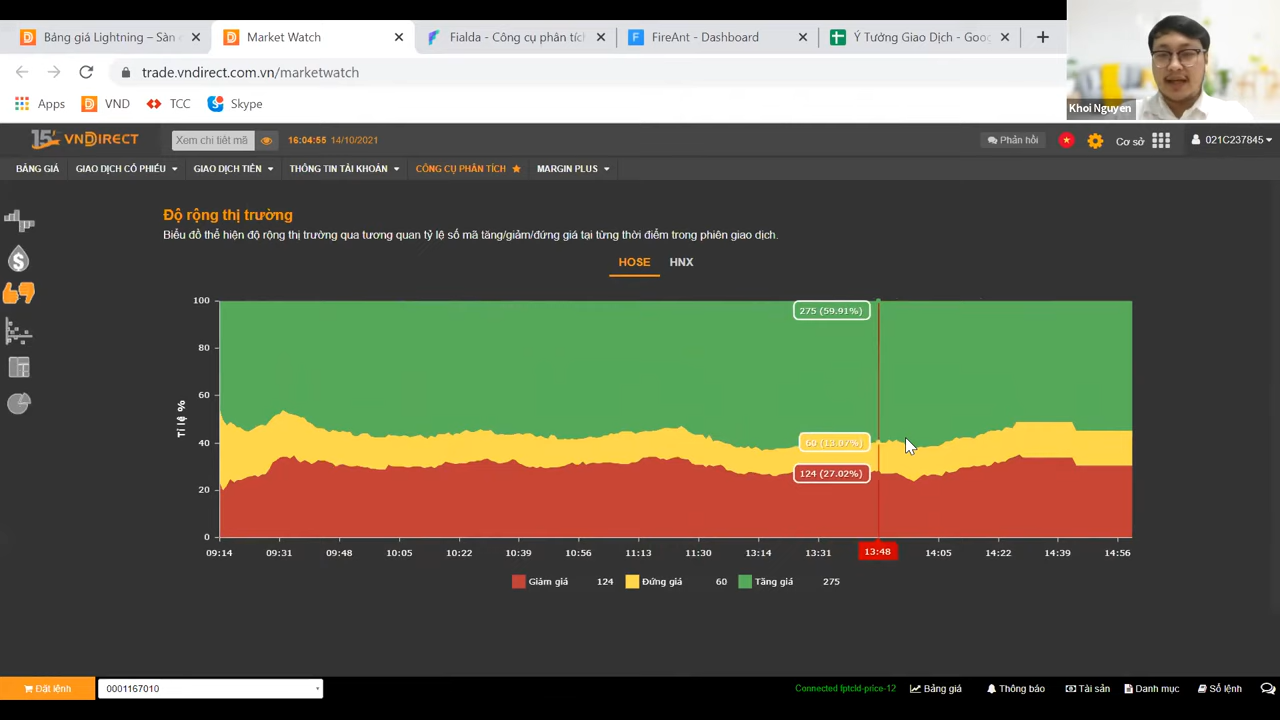 Bảng giá Lightning – Sàn
Market Watch
Fialda - Công cụ phân tích
FireAnt - Dashboard
Ý Tưởng Giao Dịch - Goog
trade.vndirect.com.vn/marketwatch
Apps
VND
TCC
Skype
Khoi Nguyen
15 VNDIRECT
Xem chi tiết mã
16:04:55 14/10/2021
Phản hồi
Cơ sở
021C237845
BẢNG GIÁ
GIAO DỊCH CỔ PHIẾU
GIAO DỊCH TIỀN
THÔNG TIN TÀI KHOẢN
CÔNG CỤ PHÂN TÍCH
MARGIN PLUS
Độ rộng thị trường
Biểu đồ thể hiện độ rộng thị trường qua tương quan tỷ lệ số mã tăng/giảm/đứng giá tại từng thời điểm trong phiên giao dịch.
HOSE HNX
Tỉ lệ %
100
80
60
40
20
0
275 (59.91%)
60 (13.07%)
124 (27.02%)
09:14 09:31 09:48 10:05 10:22 10:39 10:56 11:13 11:30 13:14 13:31 13:48 14:05 14:22 14:39 14:56
Giảm giá 124 Đứng giá 60 Tăng giá 275
Đặt lệnh
0001167010
Connected lptcld-price-12
Bảng giá
Thông báo
Tài sản
Danh mục
Sổ lệnh